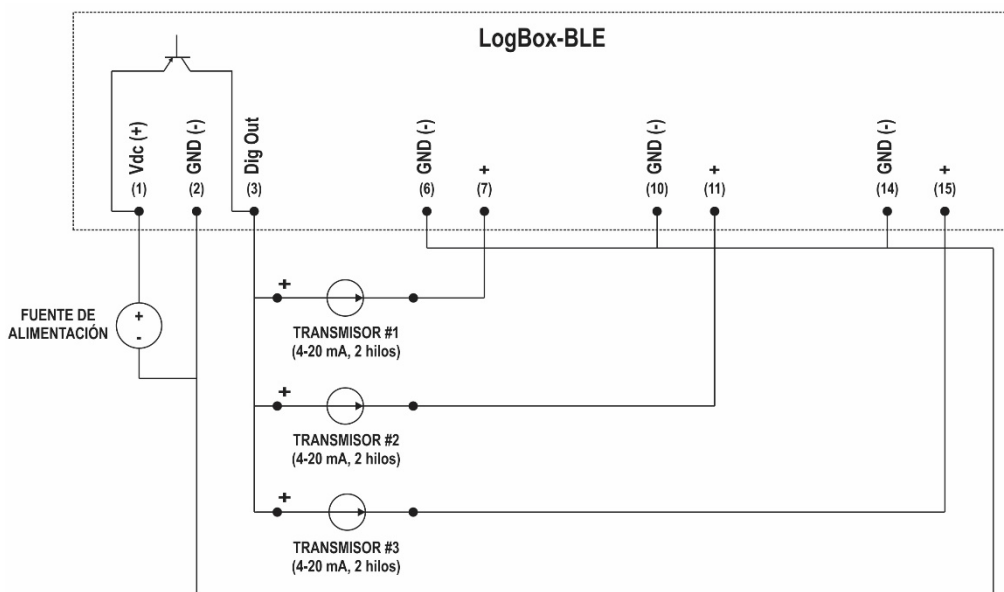 LogBox-BLE
Vdc (+)
(1)
GND (-)
(2)
Dig Out
(3)
GND (-)
(6)
+
(7)
GND (-)
(10)
+
(11)
GND (-)
(14)
+
(15)
FUENTE DE
ALIMENTACIÓN
+
-
+
TRANSMISOR #1
(4-20 mA, 2 hilos)
+
TRANSMISOR #2
(4-20 mA, 2 hilos)
+
TRANSMISOR #3
(4-20 mA, 2 hilos)